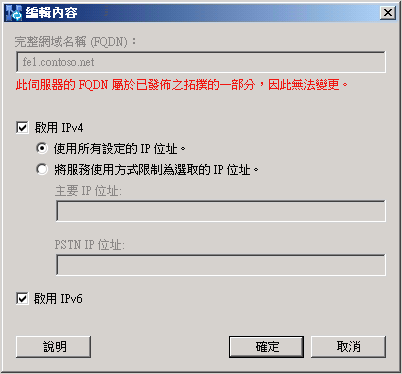 編輯內容
完整網域名稱 (FQDN)：
fe1.contoso.net
此伺服器的 FQDN 屬於已發佈之拓撲的一部分，因此無法變更。
啟用 IPv4
使用所有設定的 IP 位址。
將服務使用方式限制為選取的 IP 位址。
主要 IP 位址:
PSTN IP 位址:
啟用 IPv6
說明
確定
取消